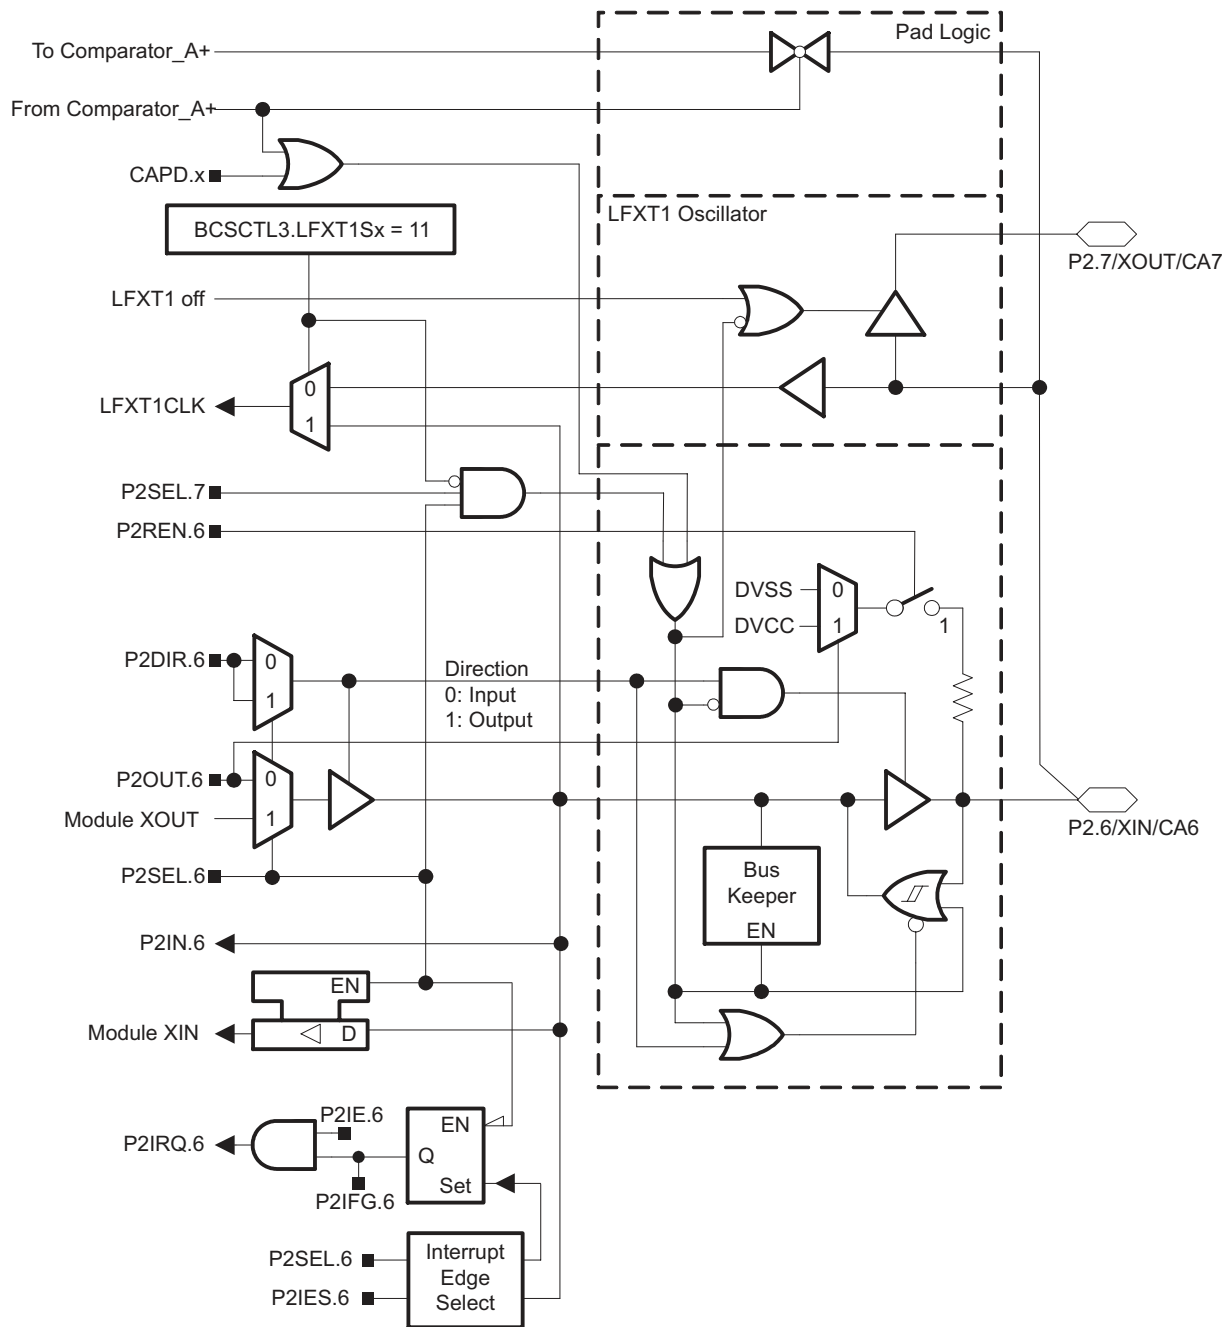 Pad Logic
To Comparator_A+
From Comparator_A+
CAPD.x
BCSCTL3.LFXT1Sx = 11
LFXT1 Oscillator
P2.7/XOUT/CA7
LFXT1 off
0
LFXT1CLK
1
P2SEL.7
P2REN.6
DVSS
0
DVCC
1
1
P2DIR.6
0
1
Direction
0: Input
1: Output
P2OUT.6
0
Module XOUT
1
P2.6/XIN/CA6
P2SEL.6
Bus
Keeper
EN
P2IN.6
EN
Module XIN
D
P2IE.6
EN
P2IRQ.6
Q
Set
P2IFG.6
P2SEL.6
P2IES.6
Interrupt
Edge
Select